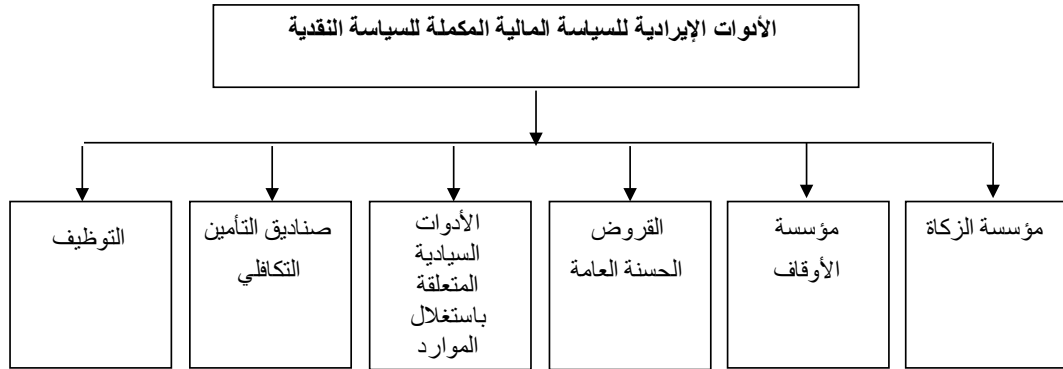 الأدوات الإيرادية للسياسة المالية المكملة للسياسة النقدية
مؤسسة الزكاة
مؤسسة
الأوقاف
القروض
الحسنة العامة
الأدوات
السيادية
المتعلقة
باستغلال
الموارد
صناديق التأمين
التكافلي
التوظيف